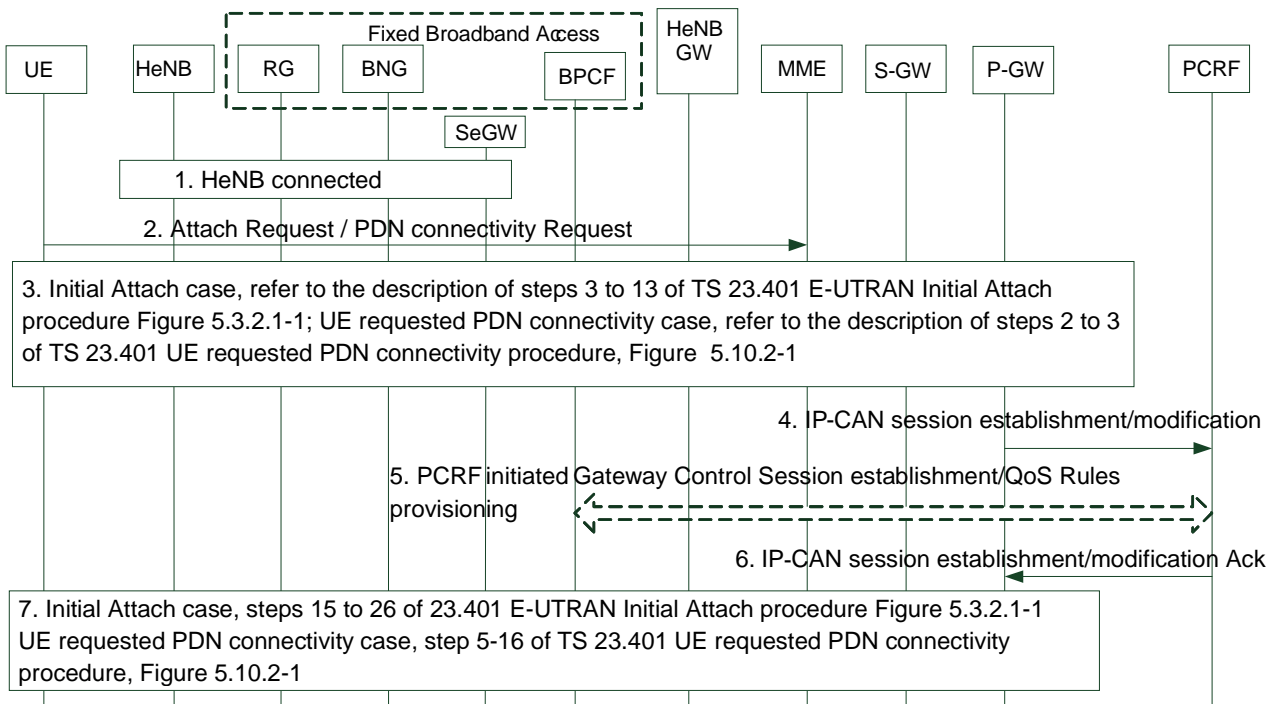 Fixed Broadband Access
HeNB
GW
UE
HeNB
RG
BNG
BPCF
MME
S-GW
P-GW
PCRF
SeGW
1. HeNB connected
2. Attach Request / PDN connectivity Request
3. Initial Attach case, refer to the description of steps 3 to 13 of TS 23.401 E-UTRAN Initial Attach
procedure Figure 5.3.2.1-1; UE requested PDN connectivity case, refer to the description of steps 2 to 3
of TS 23.401 UE requested PDN connectivity procedure, Figure 5.10.2-1
4. IP-CAN session establishment/modification
5. PCRF initiated Gateway Control Session establishment/QoS Rules
provisioning
6. IP-CAN session establishment/modification Ack
7. Initial Attach case, steps 15 to 26 of 23.401 E-UTRAN Initial Attach procedure Figure 5.3.2.1-1
UE requested PDN connectivity case, step 5-16 of TS 23.401 UE requested PDN connectivity
procedure, Figure 5.10.2-1